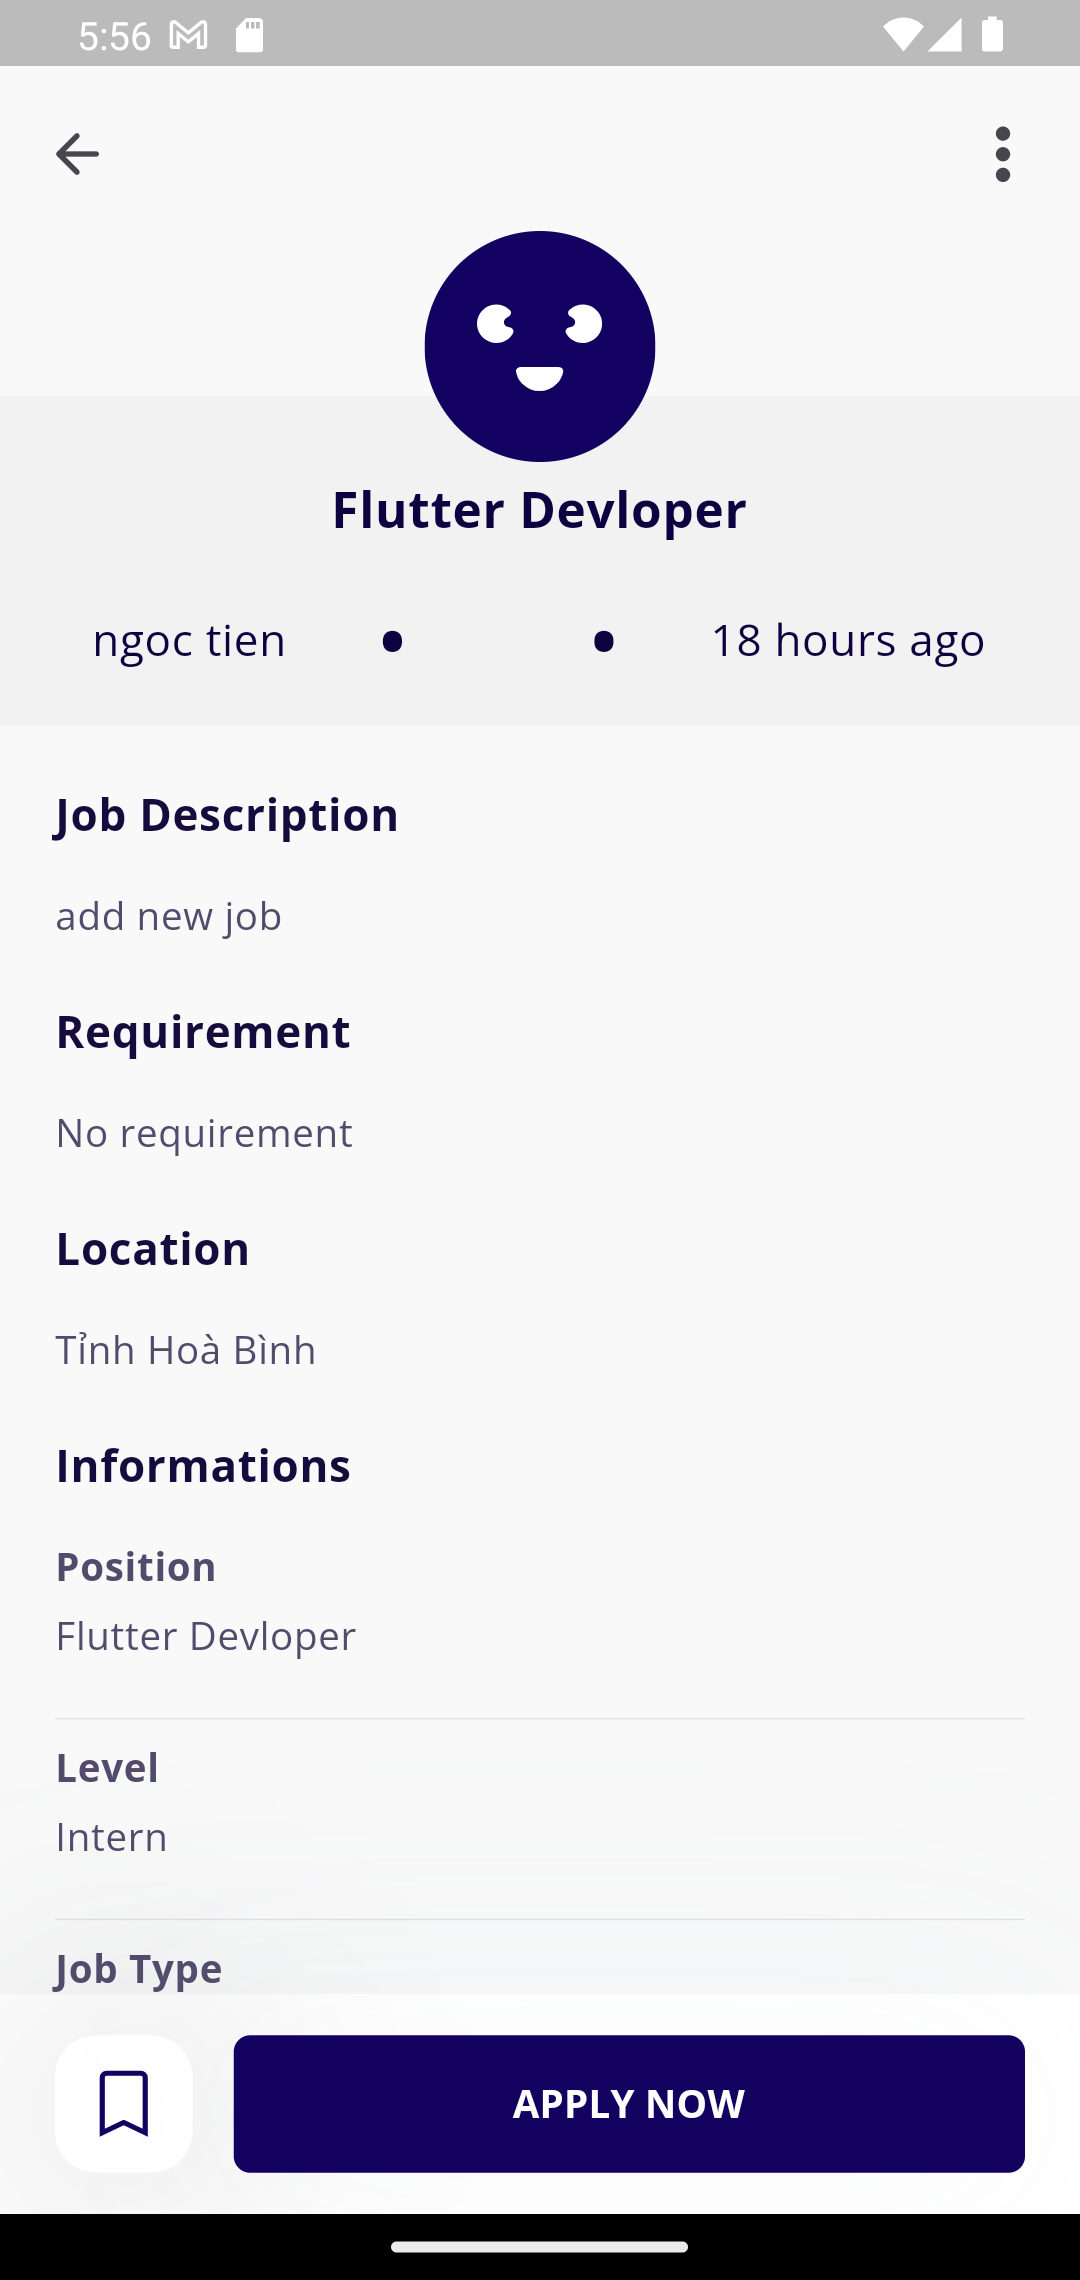 5:56
Flutter Devloper
ngoc tien • • 18 hours ago
Job Description
add new job
Requirement
No requirement
Location
Tỉnh Hoà Bình
Informations
Position
Flutter Devloper
Level
Intern
Job Type
APPLY NOW